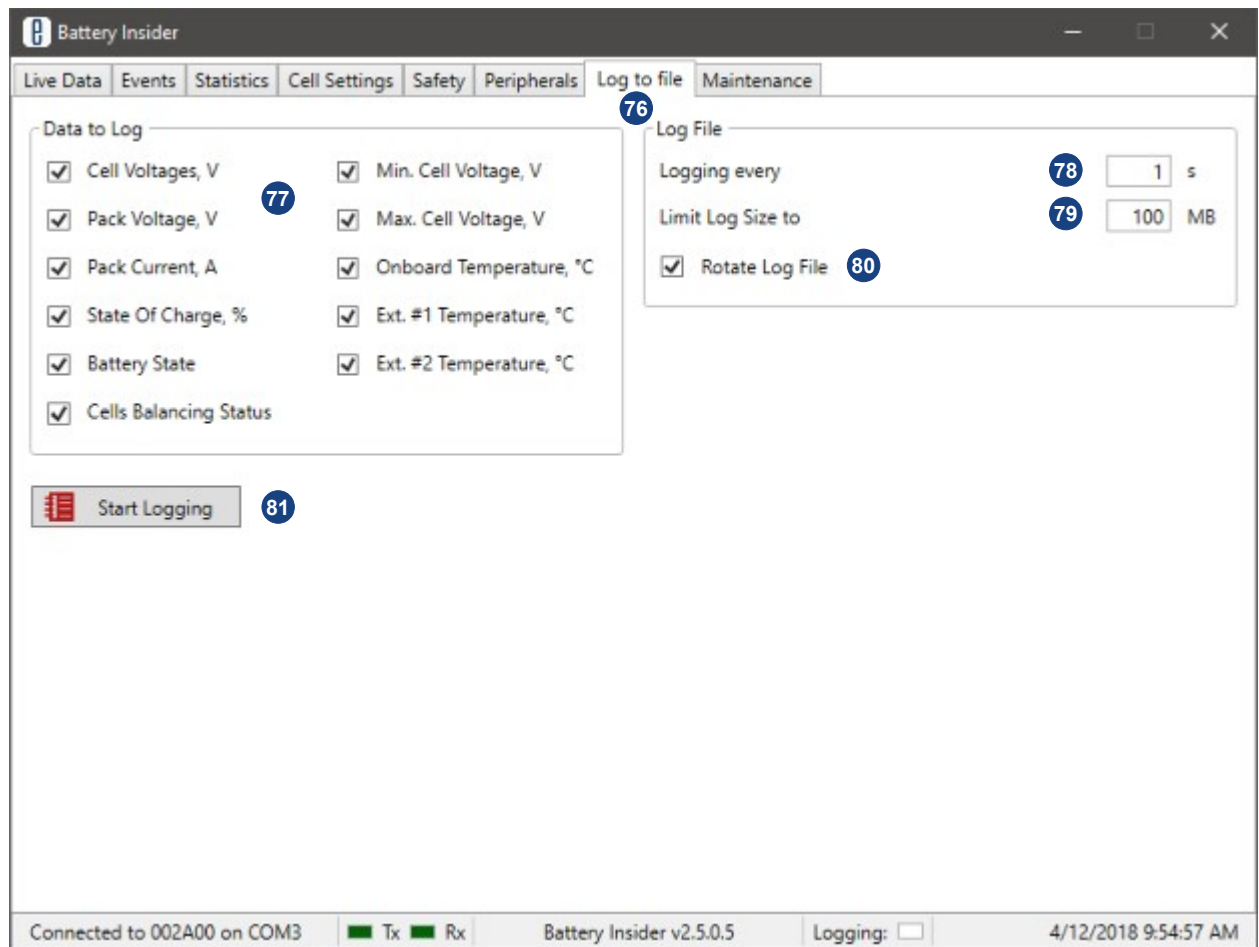 Battery Insider
Live Data Events Statistics Cell Settings Safety Peripherals Log to file Maintenance
76
Data to Log
Cell Voltages, V
Min. Cell Voltage, V
77
Pack Voltage, V
Max. Cell Voltage, V
Pack Current, A
Onboard Temperature, °C
State Of Charge, %
Ext. #1 Temperature, °C
Battery State
Ext. #2 Temperature, °C
Cells Balancing Status
Log File
Logging every 78 1 s
Limit Log Size to 79 100 MB
Rotate Log File 80
Start Logging 81
Connected to 002A00 on COM3 Tx Rx Battery Insider v2.5.0.5 Logging: 4/12/2018 9:54:57 AM